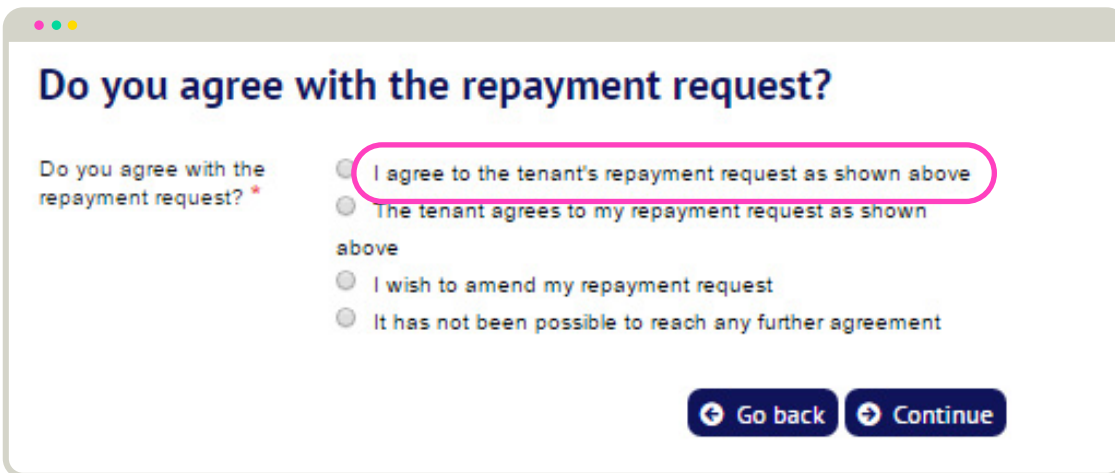 Do you agree with the repayment request?
Do you agree with the
repayment request? *
I agree to the tenant's repayment request as shown above
The tenant agrees to my repayment request as shown
above
I wish to amend my repayment request
It has not been possible to reach any further agreement
Go back
Continue